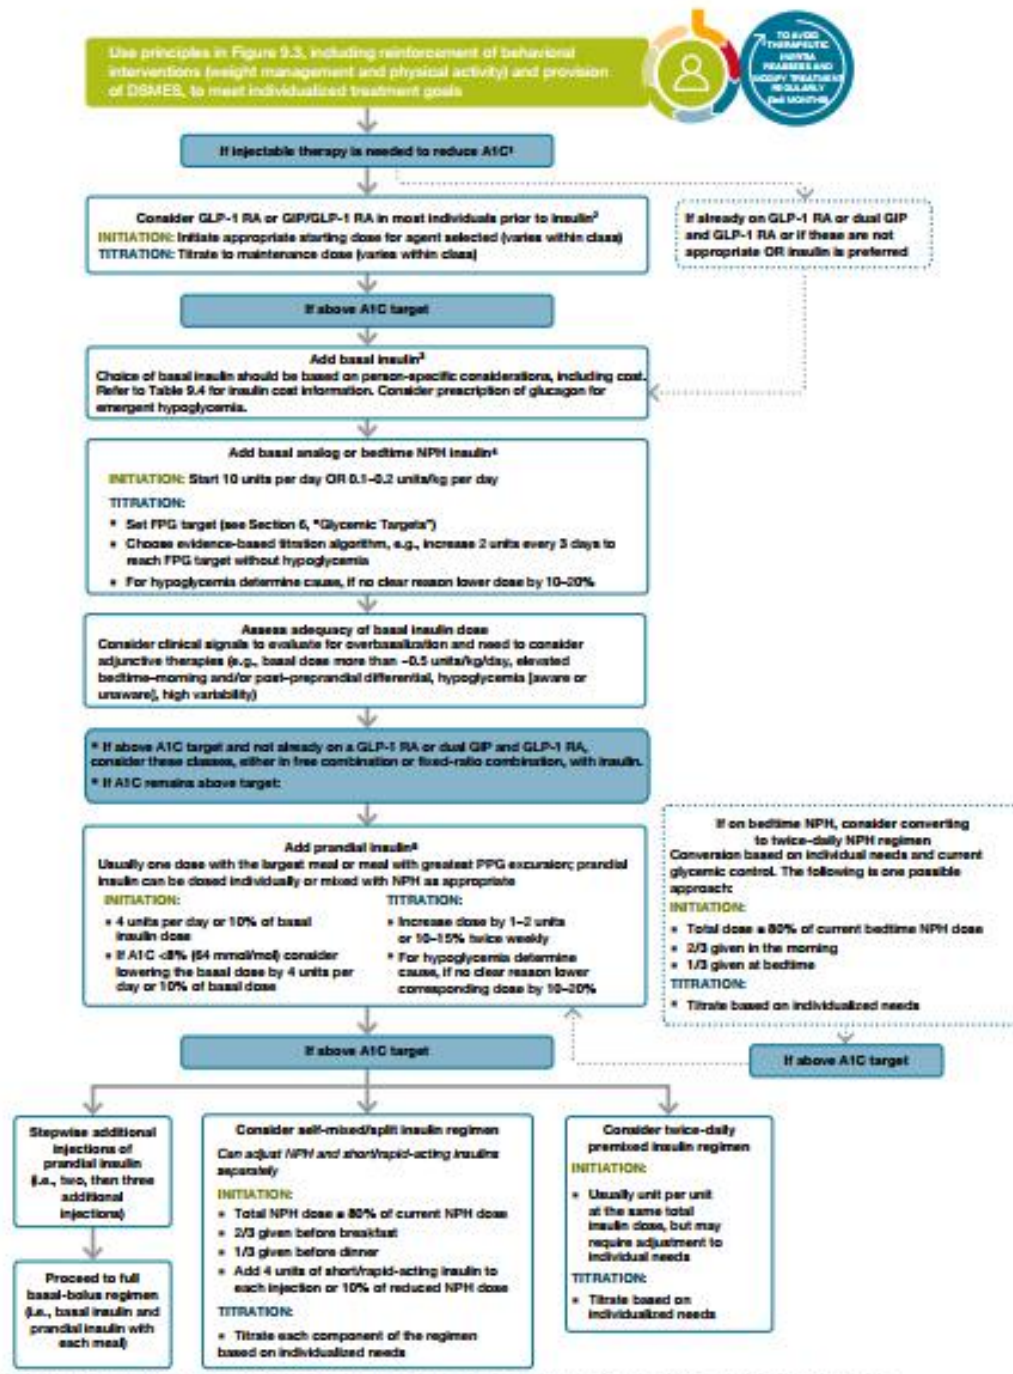 Use principles in Figure 9.3, including reinforcement of behavioral
interventions (weight management and physical activity) and provision
of DSMES, to meet individualized treatment goals
TO AVOID
THERAPEUTIC
INERTIA
REASSESS AND
MODIFY TREATMENT
REGULARLY
(3-6 MONTHS)
If injectable therapy is needed to reduce A1C¹
Consider GLP-1 RA or GIP/GLP-1 RA in most individuals prior to insulin²
INITIATION: Initiate appropriate starting dose for agent selected (varies within class)
TITRATION: Titrate to maintenance dose (varies within class)
If already on GLP-1 RA or dual GIP
and GLP-1 RA or if these are not
appropriate OR insulin is preferred
If above A1C target
Add basal insulin³
Choice of basal insulin should be based on person-specific considerations, including cost.
Refer to Table 9.4 for insulin cost information. Consider prescription of glucagon for
emergent hypoglycemia.
Add basal analog or bedtime NPH insulin⁴
INITIATION: Start 10 units per day OR 0.1–0.2 units/kg per day
TITRATION:
• Set FPG target (see Section 6, "Glycemic Targets")
• Choose evidence-based titration algorithm, e.g., increase 2 units every 3 days to
reach FPG target without hypoglycemia
• For hypoglycemia determine cause, if no clear reason lower dose by 10–20%
Assess adequacy of basal insulin dose
Consider clinical signals to evaluate for overbasalization and need to consider
adjunctive therapies (e.g., basal dose more than ~0.5 units/kg/day, elevated
bedtime–morning and/or post–preprandial differential, hypoglycemia [aware or
unaware], high variability)
• If above A1C target and not already on a GLP-1 RA or dual GIP and GLP-1 RA,
consider these classes, either in free combination or fixed-ratio combination, with insulin.
• If A1C remains above target:
Add prandial insulin⁵
Usually one dose with the largest meal or meal with greatest PPG excursion; prandial
insulin can be dosed individually or mixed with NPH as appropriate
INITIATION:
• 4 units per day or 10% of basal
insulin dose
• If A1C <8% (64 mmol/mol) consider
lowering the basal dose by 4 units per
day or 10% of basal dose
TITRATION:
• Increase dose by 1–2 units
or 10–15% twice weekly
• For hypoglycemia determine
cause, if no clear reason lower
corresponding dose by 10–20%
If on bedtime NPH, consider converting
to twice-daily NPH regimen
Conversion based on individual needs and current
glycemic control. The following is one possible
approach:
INITIATION:
• Total dose = 80% of current bedtime NPH dose
• 2/3 given in the morning
• 1/3 given at bedtime
TITRATION:
• Titrate based on individualized needs
If above A1C target
If above A1C target
Stepwise additional
injections of
prandial insulin
(i.e., two, then three
additional
injections)
Proceed to full
basal-bolus regimen
(i.e., basal insulin and
prandial insulin with
each meal)
Consider self-mixed/split insulin regimen
Can adjust NPH and short/rapid-acting insulins
separately
INITIATION:
• Total NPH dose = 80% of current NPH dose
• 2/3 given before breakfast
• 1/3 given before dinner
• Add 4 units of short/rapid-acting insulin to
each injection or 10% of reduced NPH dose
TITRATION:
• Titrate each component of the regimen
based on individualized needs
Consider twice-daily
premixed insulin regimen
INITIATION:
• Usually unit per unit
at the same total
insulin dose, but may
require adjustment to
individual needs
TITRATION:
• Titrate based on
individualized needs